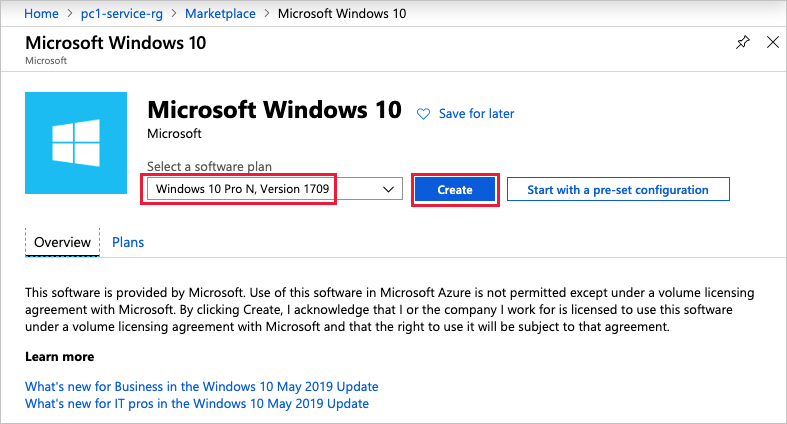 Home > pc1-service-rg > Marketplace > Microsoft Windows 10
Microsoft Windows 10
Microsoft
Microsoft Windows 10
Save for later
Microsoft
Select a software plan
Windows 10 Pro N, Version 1709
Create
Start with a pre-set configuration
Overview
Plans
This software is provided by Microsoft. Use of this software in Microsoft Azure is not permitted except under a volume licensing
agreement with Microsoft. By clicking Create, I acknowledge that I or the company I work for is licensed to use this software
under a volume licensing agreement with Microsoft and that the right to use it will be subject to that agreement.
Learn more
What's new for Business in the Windows 10 May 2019 Update
What's new for IT pros in the Windows 10 May 2019 Update